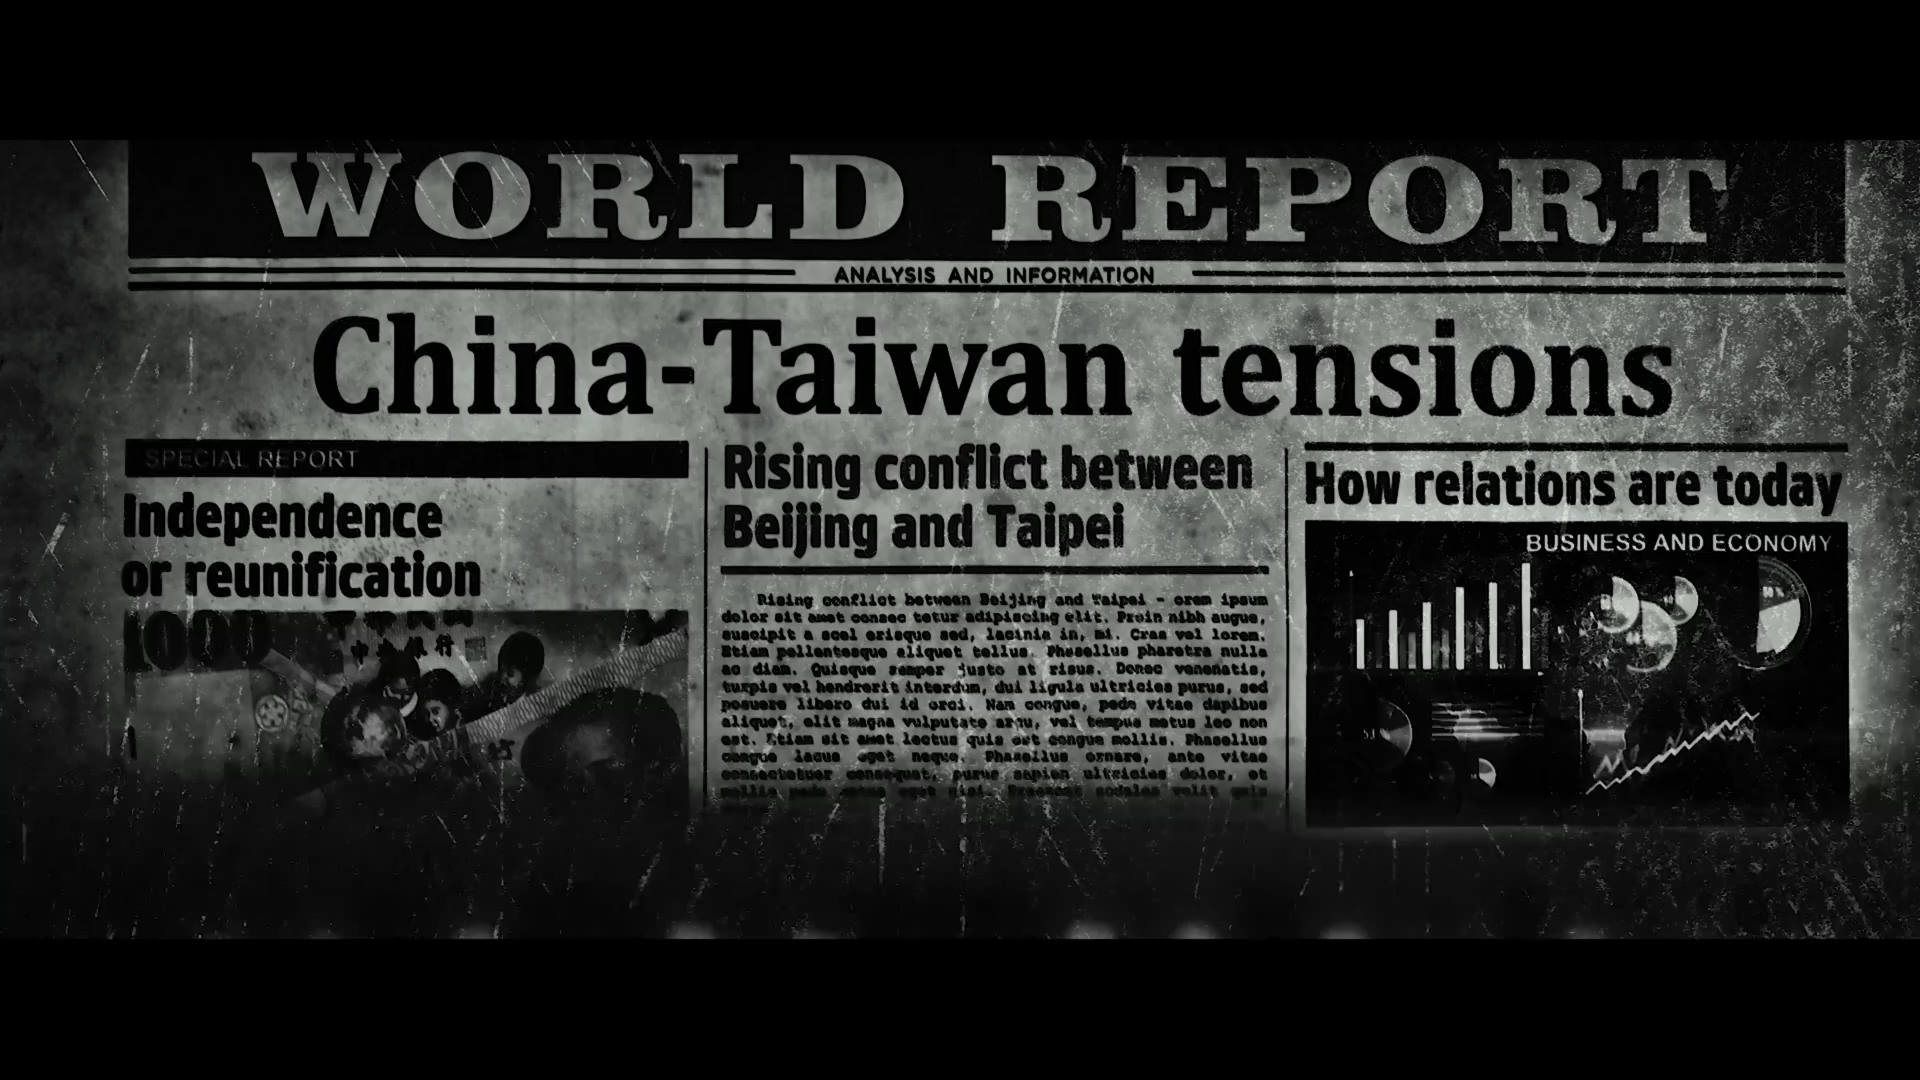 WORLD REPORT
ANALYSIS AND INFORMATION
China-Taiwan tensions
SPECIAL REPORT
Independence
or reunification
1000
Rising conflict between
Beijing and Taipei
Rising conflict between Beijing and Taipei - orem ipsum
dolor sit amet consec tetur adipiscing elit. Proin nibh augue,
suscipit a scel erisque sed, lacinia in, mi. Cras vel lorem.
Etiam pellentesque aliquet tellus. Phasellus pharetra nulla
ac diam. Quisque semper justo at risus. Donec venenatis,
turpis vel hendrerit interdum, dui ligula ultricies purus, sed
posuere libero dui id orci. Nam congue, pede vitae dapibus
aliquet, elit magna vulputate arcu, vel tempus metus leo non
est. Etiam sit amet lectus quis est congue mollis. Phasellus
congue lacus eget neque. Phasellus ornare, ante vitae
consectetuer consequat, purus sapien ultricies dolor, et
How relations are today
BUSINESS AND ECONOMY